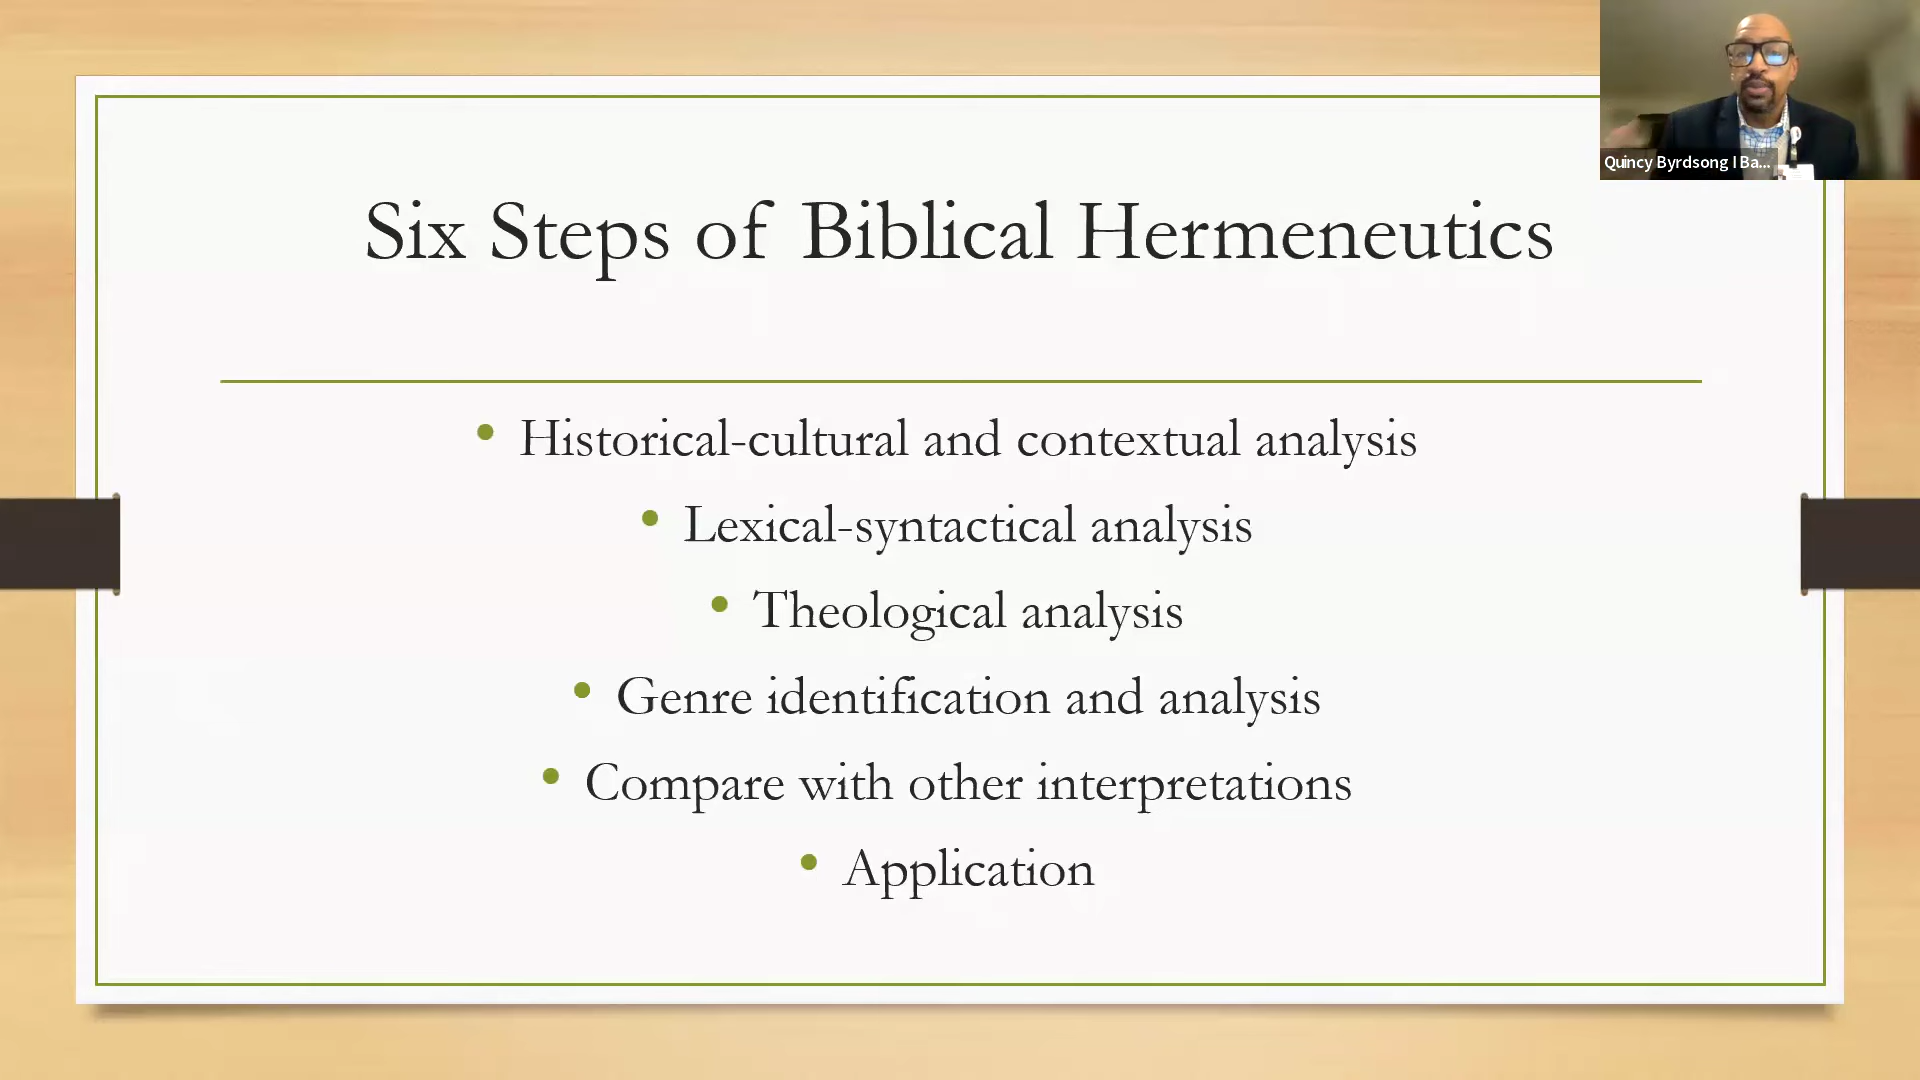 Six Steps of Biblical Hermeneutics
• Historical-cultural and contextual analysis
• Lexical-syntactical analysis
• Theological analysis
• Genre identification and analysis
• Compare with other interpretations
• Application
Quincy Byrdsong | Ba...